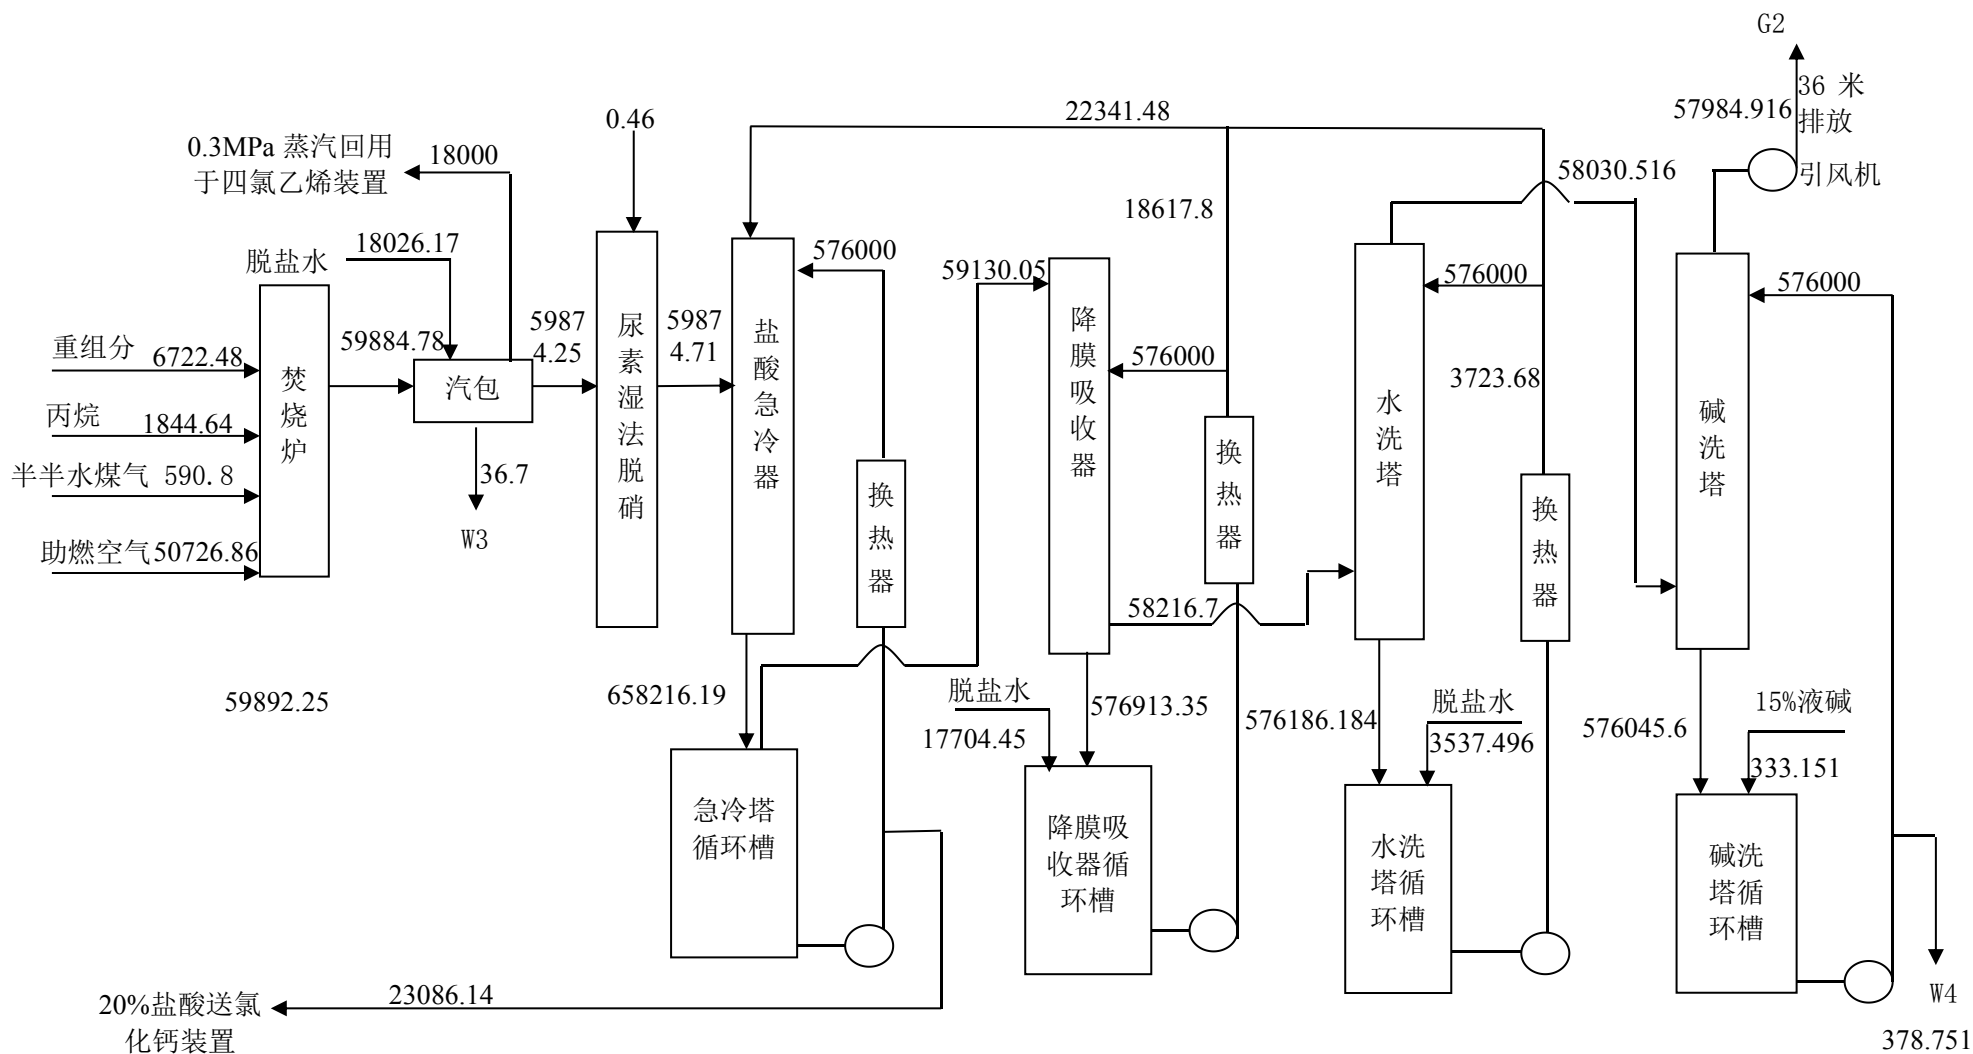 G2
36 米
排放
57984.916
引风机
22341.48
0.46
0.3MPa 蒸汽回用
于四氯乙烯装置
18000
58030.516
18617.8
脱盐水
18026.17
576000
59130.05
576000
576000
重组分
6722.48
59884.78
5987
4.25
5987
4.71
576000
3723.68
丙烷
1844.64
半半水煤气 590.8
助燃空气
50726.86
焚烧炉
汽包
36.7
W3
尿素湿法脱硝
盐酸急冷器
换热器
降膜吸收器
换热器
水洗塔
换热器
碱洗塔
58216.7
59892.25
658216.19
脱盐水
17704.45
576913.35
576186.184
脱盐水
3537.496
576045.6
15%液碱
333.151
急冷塔
循环槽
降膜吸
收器循
环槽
水洗
塔循
环槽
碱洗
塔循
环槽
20%盐酸送氯
化钙装置
23086.14
W4
378.751